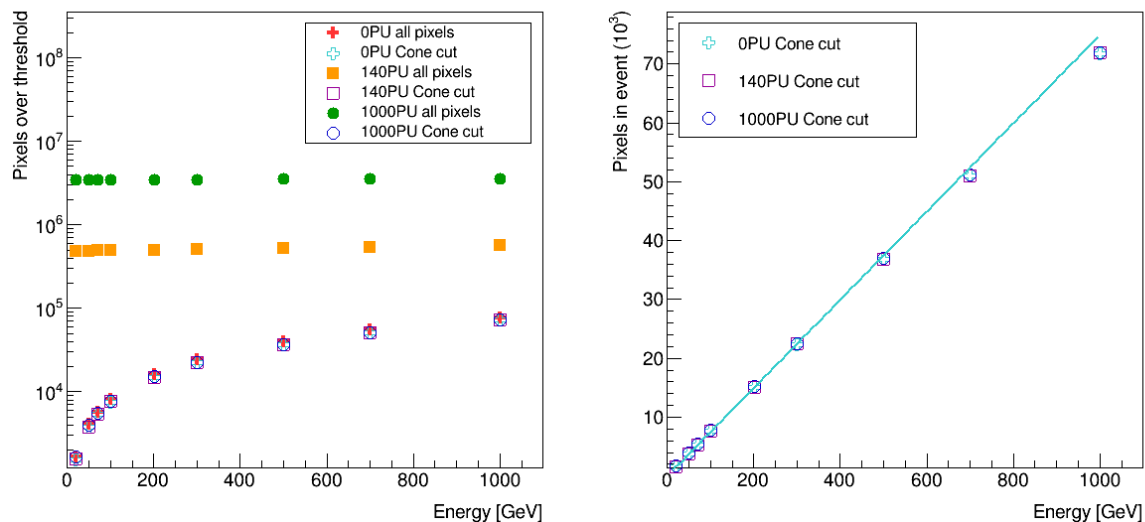 Pixels over threshold
10^8
10^7
10^6
10^5
10^4
0PU all pixels
0PU Cone cut
140PU all pixels
140PU Cone cut
1000PU all pixels
1000PU Cone cut
0 200 400 600 800 1000
Energy [GeV]
Pixels in event (10^3)
70
60
50
40
30
20
10
0PU Cone cut
140PU Cone cut
1000PU Cone cut
0 200 400 600 800 1000
Energy [GeV]